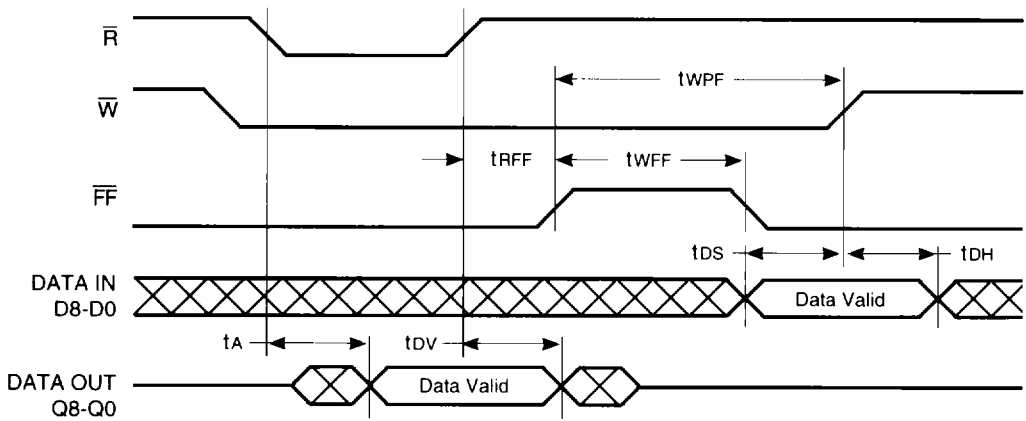 R̅
tWPF
W̅
tRFF
tWFF
F̅F̅
tDS
tDH
DATA IN
D8-D0
Data Valid
tA
tDV
DATA OUT
Q8-Q0
Data Valid